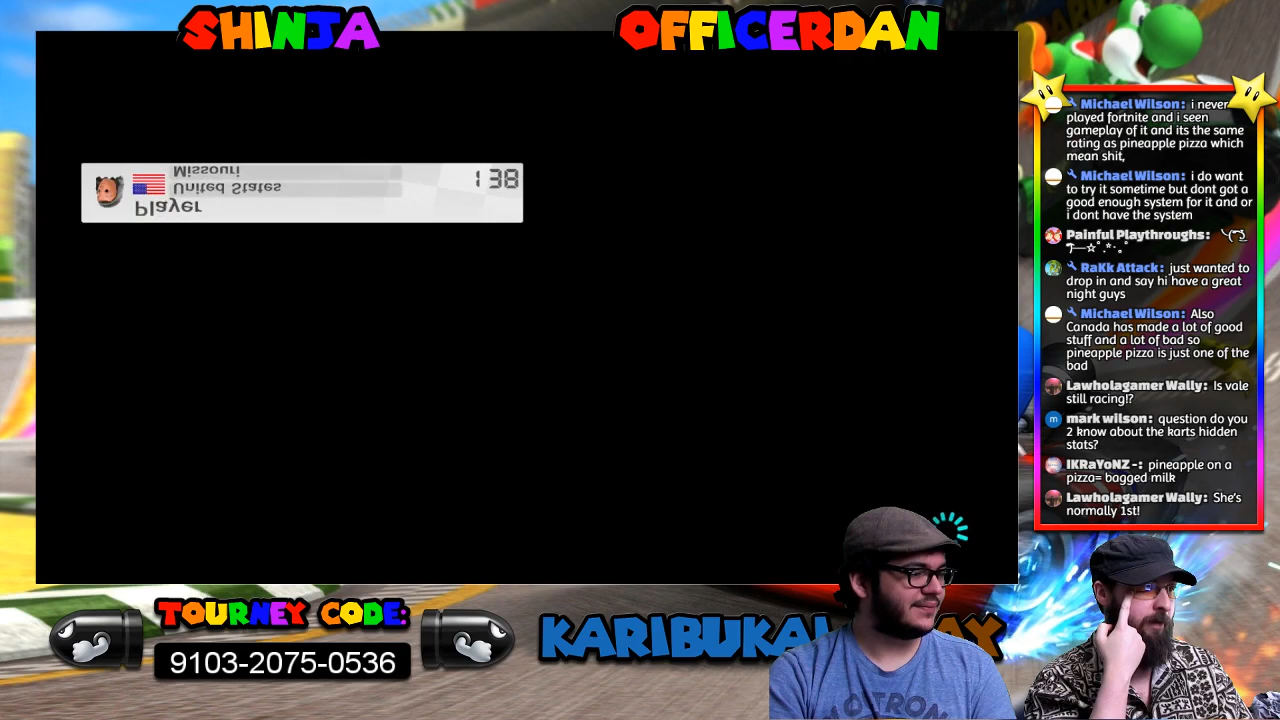 SHINJA
OFFICERDAN
Missouri
United States
Player
138
Michael Wilson: i never
played fortnite and i seen
gameplay of it and its the same
rating as pineapple pizza which
mean shit,
Michael Wilson: i do want
to try it sometime but dont got a
good enough system for it and or
i dont have the system
Painful Playthroughs:
RaKk Attack: just wanted to
drop in and say hi have a great
night guys
Michael Wilson: Also
Canada has made a lot of good
stuff and a lot of bad so
pineapple pizza is just one of the
bad
Lawholagamer Wally: Is vale
still racing!?
m mark wilson: question do you
2 know about the karts hidden
stats?
IKRaYoNZ -: pineapple on a
pizza= bagged milk
Lawholagamer Wally: She's
normally 1st!
TOURNEY CODE:
9103-2075-0536